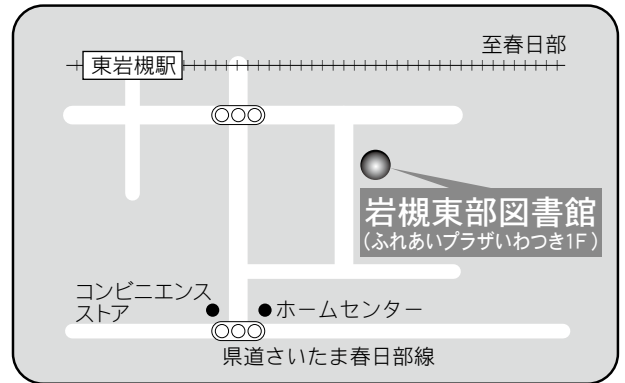 至春日部
東岩槻駅
岩槻東部図書館
(ふれあいプラザいわつき1F)
コンビニエンス
ストア
ホームセンター
県道さいたま春日部線